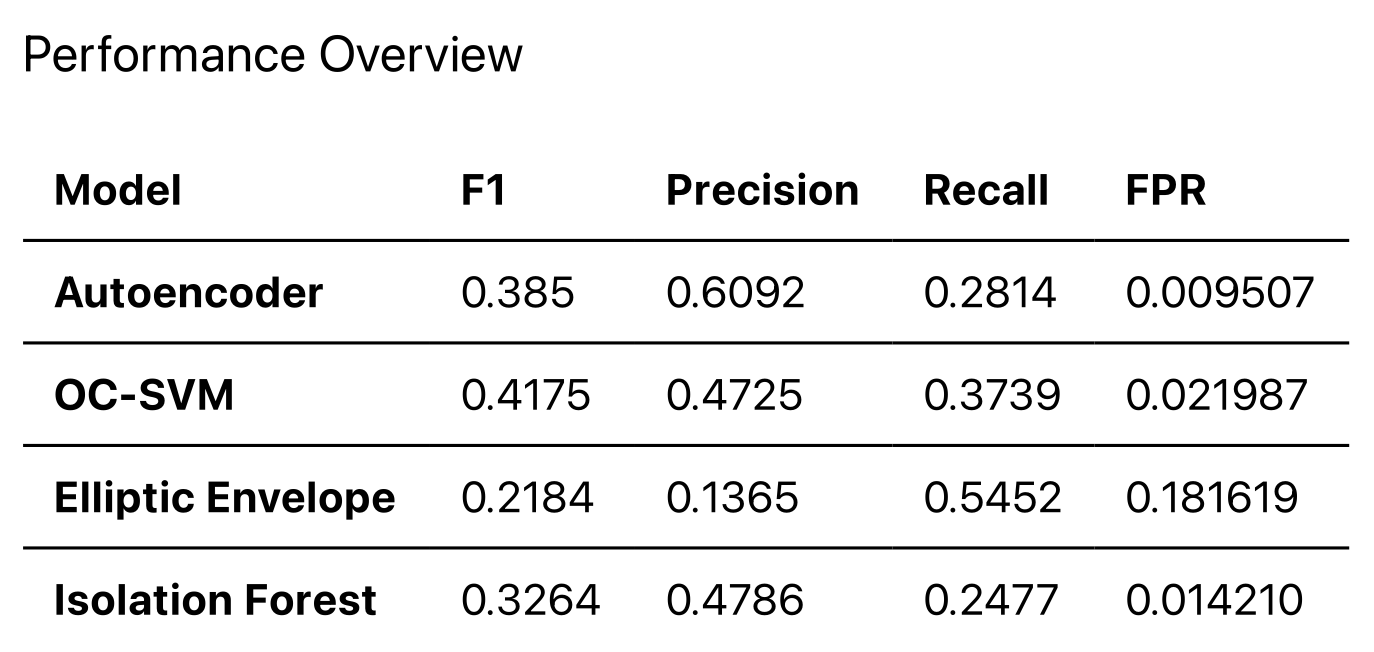 Performance Overview
Model F1 Precision Recall FPR
Autoencoder 0.385 0.6092 0.2814 0.009507
OC-SVM 0.4175 0.4725 0.3739 0.021987
Elliptic Envelope 0.2184 0.1365 0.5452 0.181619
Isolation Forest 0.3264 0.4786 0.2477 0.014210